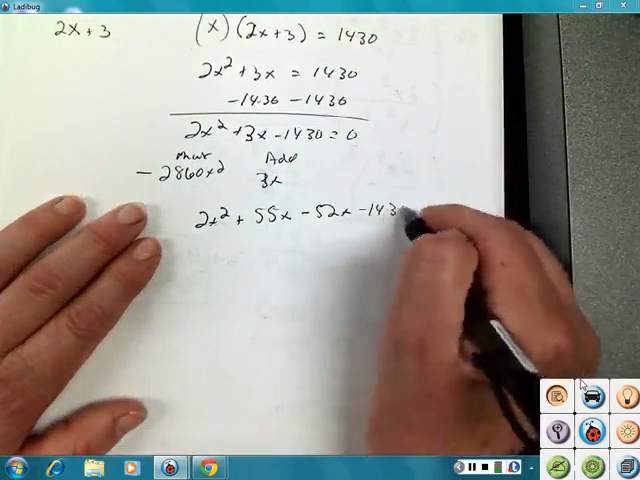 Ladibug
2x + 3 (x)(2x+3) = 1430
2x² + 3x = 1430
-1430 -1430
2x² + 3x - 1430 = 0
Mult Add
- 2860x² 3x
2x² + 55x - 52x - 143